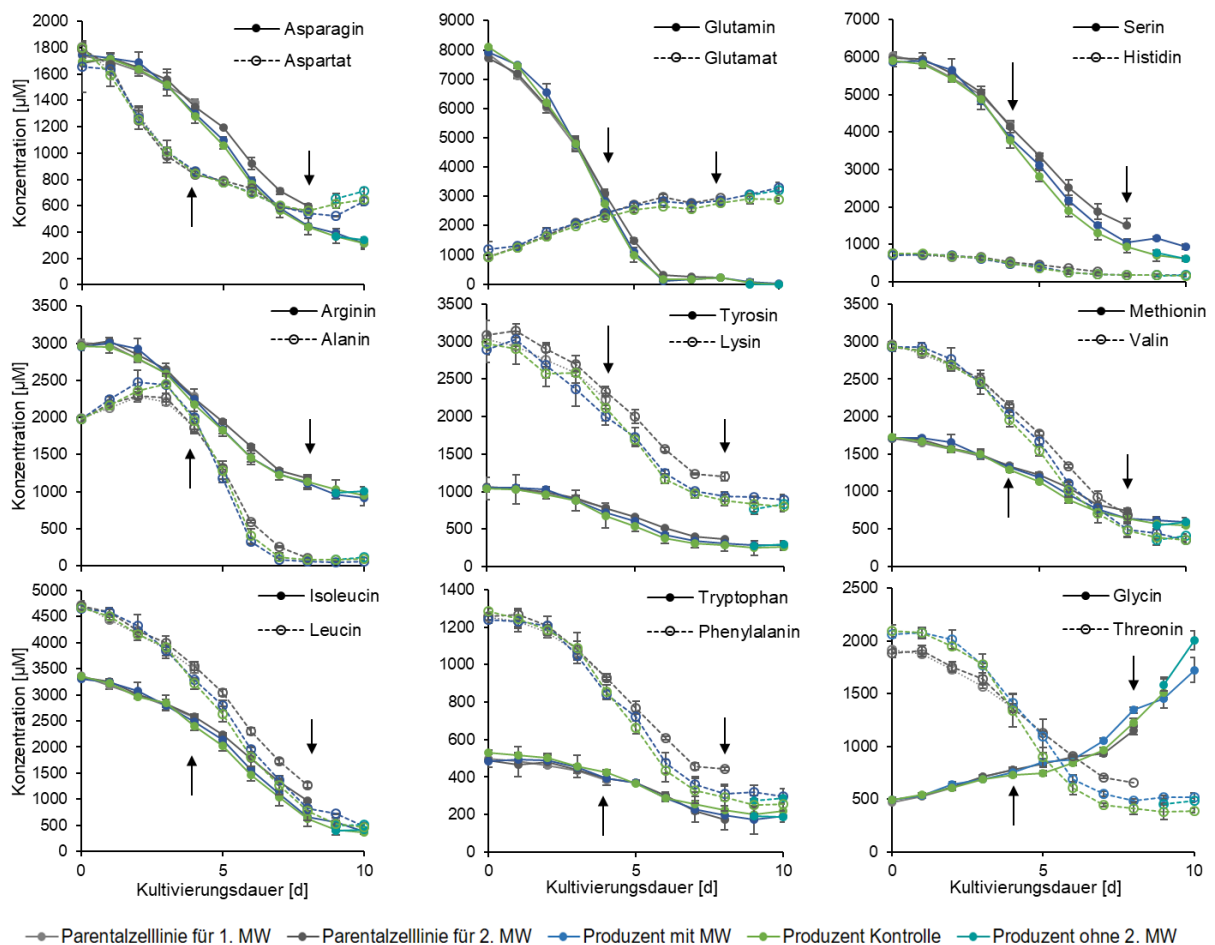 Asparagin
Aspartat
Konzentration [µM]
1800
1600
1400
1200
1000
800
600
400
200
0
2000
Glutamin
Glutamat
9000
8000
7000
6000
5000
4000
3000
2000
1000
0
Serin
Histidin
7000
6000
5000
4000
3000
2000
1000
0
Arginin
Alanin
Konzentration [µM]
3500
3000
2500
2000
1500
1000
500
0
Tyrosin
Lysin
3500
3000
2500
2000
1500
1000
500
0
Methionin
Valin
3500
3000
2500
2000
1500
1000
500
0
Isoleucin
Leucin
Konzentration [µM]
5000
4500
4000
3500
3000
2500
2000
1500
1000
500
0
0 5 10
Kultivierungsdauer [d]
Tryptophan
Phenylalanin
1400
1200
1000
800
600
400
200
0
0 5 10
Kultivierungsdauer [d]
Glycin
Threonin
2500
2000
1500
1000
500
0
0 5 10
Kultivierungsdauer [d]
Parentalzelllinie für 1. MW
Parentalzelllinie für 2. MW
Produzent mit MW
Produzent Kontrolle
Produzent ohne 2. MW